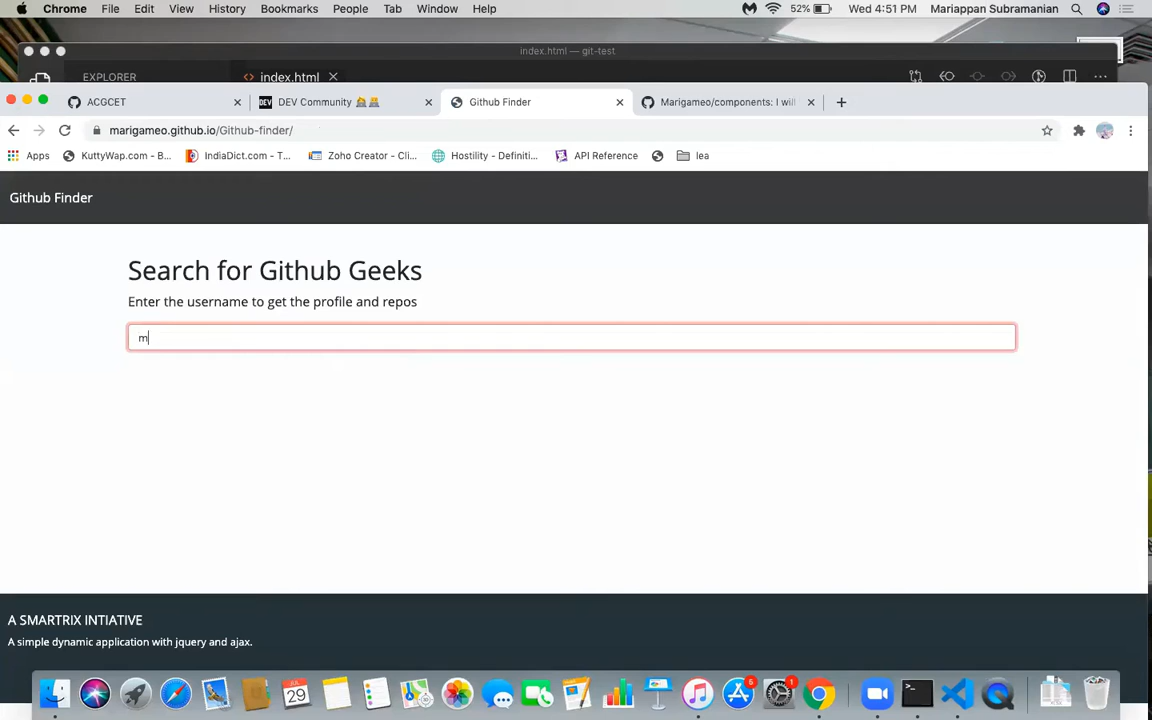 Chrome File Edit View History Bookmarks People Tab Window Help 52% Wed 4:51 PM Mariappan Subramanian
index.html — git-test
EXPLORER <> index.html ×
ACGCET × DEV Community × Github Finder × Marigameo/components: I will × +
marigameo.github.io/Github-finder/
Apps KuttyWap.com - B... IndiaDict.com - T... Zoho Creator - Cli... Hostility - Definiti... API Reference lea
Github Finder
Search for Github Geeks
Enter the username to get the profile and repos
m
A SMARTRIX INTIATIVE
A simple dynamic application with jquery and ajax.
29
6
1